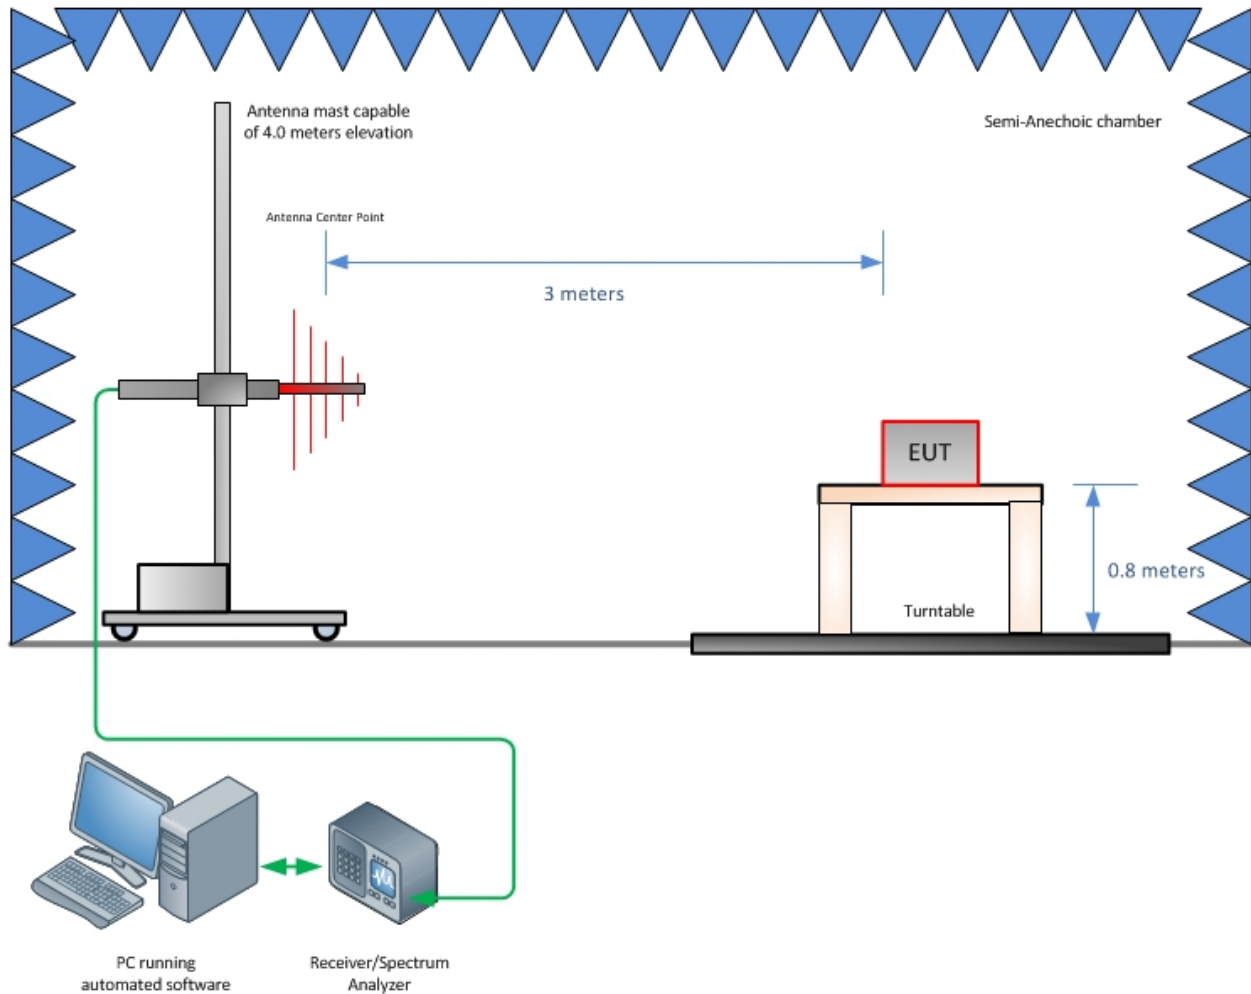 Antenna mast capable
of 4.0 meters elevation
Semi-Anechoic chamber
Antenna Center Point
3 meters
EUT
0.8 meters
Turntable
PC running
automated software
Receiver/Spectrum
Analyzer